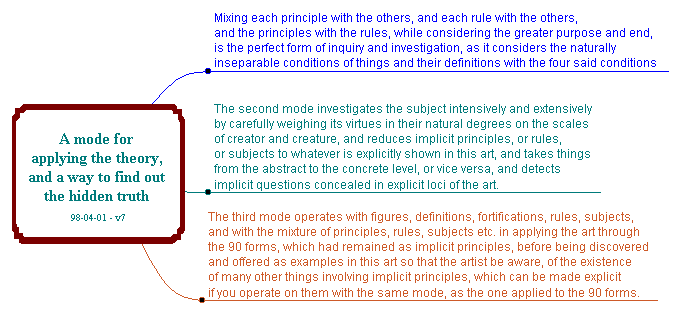 Mixing each principle with the others, and each rule with the others,
and the principles with the rules, while considering the greater purpose and end,
is the perfect form of inquiry and investigation, as it considers the naturally
inseparable conditions of things and their definitions with the four said conditions
A mode for
applying the theory,
and a way to find out
the hidden truth
98-04-01 - v7
The second mode investigates the subject intensively and extensively
by carefully weighing its virtues in their natural degrees on the scales
of creator and creature, and reduces implicit principles, or rules,
or subjects to whatever is explicitly shown in this art, and takes things
from the abstract to the concrete level, or vice versa, and detects
implicit questions concealed in explicit loci of the art.
The third mode operates with figures, definitions, fortifications, rules, subjects,
and with the mixture of principles, rules, subjects etc. in applying the art through
the 90 forms, which had remained as implicit principles, before being discovered
and offered as examples in this art so that the artist be aware, of the existence
of many other things involving implicit principles, which can be made explicit
if you operate on them with the same mode, as the one applied to the 90 forms.